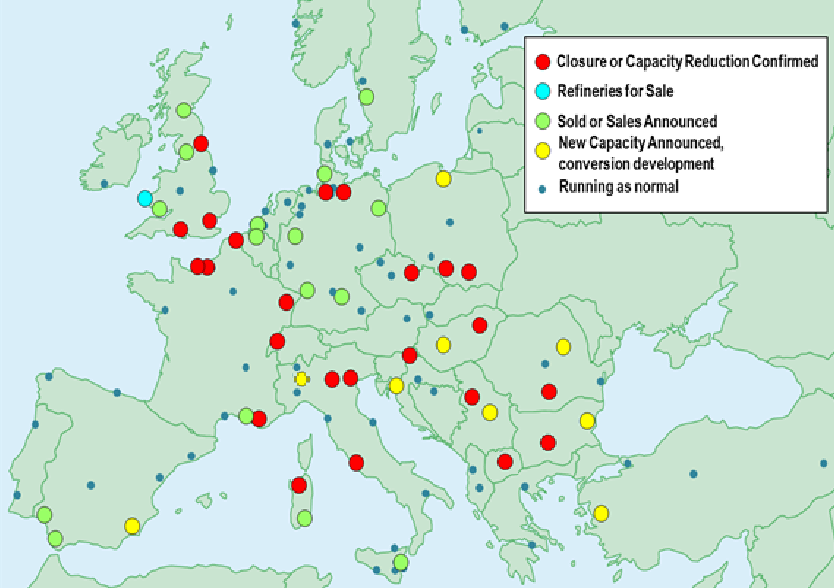 Closure or Capacity Reduction Confirmed
Refineries for Sale
Sold or Sales Announced
New Capacity Announced,
conversion development
Running as normal